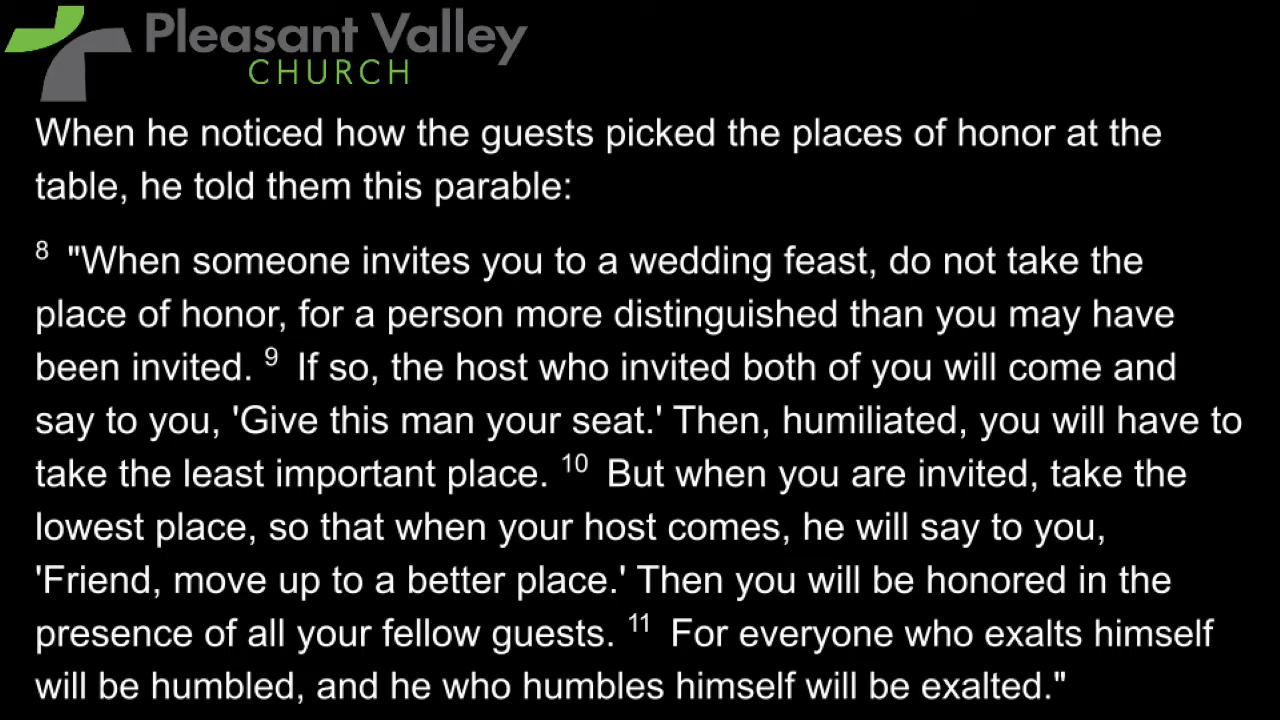 Pleasant Valley
CHURCH
When he noticed how the guests picked the places of honor at the
table, he told them this parable:
8 "When someone invites you to a wedding feast, do not take the
place of honor, for a person more distinguished than you may have
been invited. 9 If so, the host who invited both of you will come and
say to you, 'Give this man your seat.' Then, humiliated, you will have to
take the least important place. 10 But when you are invited, take the
lowest place, so that when your host comes, he will say to you,
'Friend, move up to a better place.' Then you will be honored in the
presence of all your fellow guests. 11 For everyone who exalts himself
will be humbled, and he who humbles himself will be exalted."